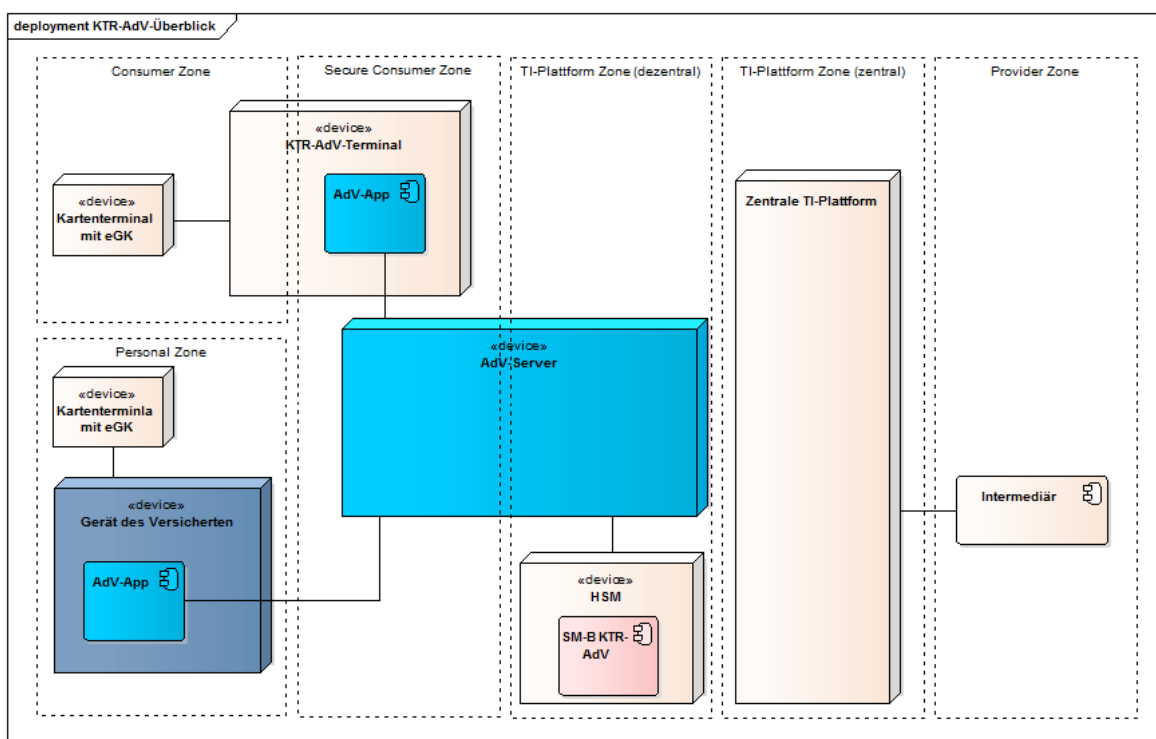 deployment KTR-AdV-Überblick
Consumer Zone
Secure Consumer Zone
TI-Plattform Zone (dezentral)
TI-Plattform Zone (zentral)
Provider Zone
«device»
KTR-AdV-Terminal
AdV-App
«device»
Kartenterminal
mit eGK
Zentrale TI-Plattform
Personal Zone
«device»
Kartenterminla
mit eGK
«device»
AdV-Server
«device»
Gerät des Versicherten
AdV-App
«device»
HSM
SM-B KTR-
AdV
Intermediär